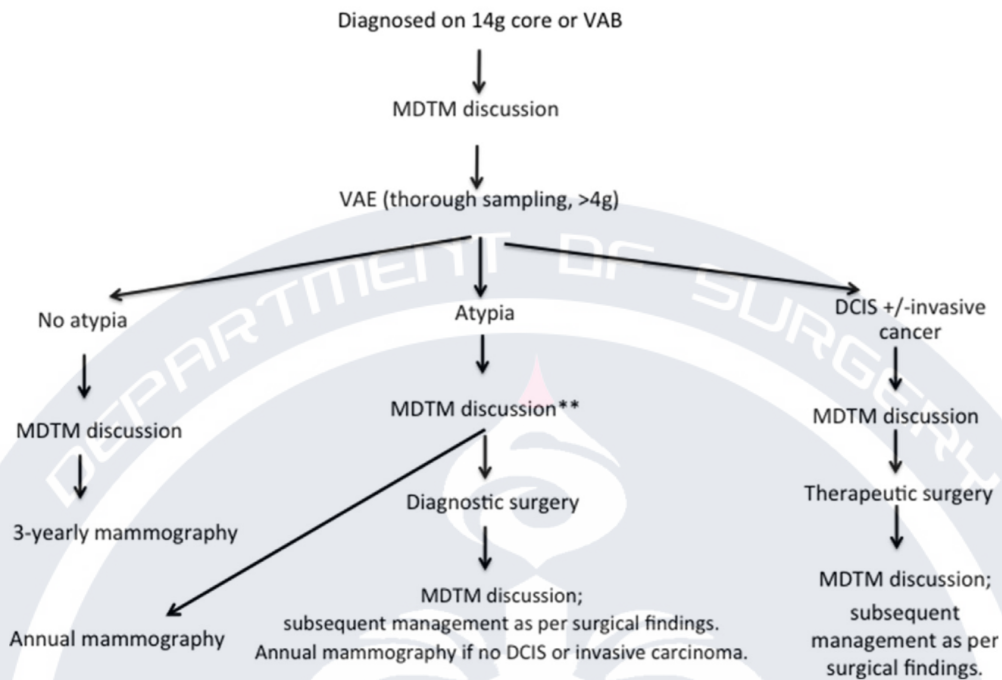 Diagnosed on 14g core or VAB
MDTM discussion
VAE (thorough sampling, >4g)
DEPARTMENT OF SURGERY
No atypia
Atypia
DCIS +/-invasive
cancer
MDTM discussion
MDTM discussion**
MDTM discussion
3-yearly mammography
Diagnostic surgery
Therapeutic surgery
Annual mammography
MDTM discussion;
subsequent management as per surgical findings.
Annual mammography if no DCIS or invasive carcinoma.
MDTM discussion;
subsequent
management as per
surgical findings.